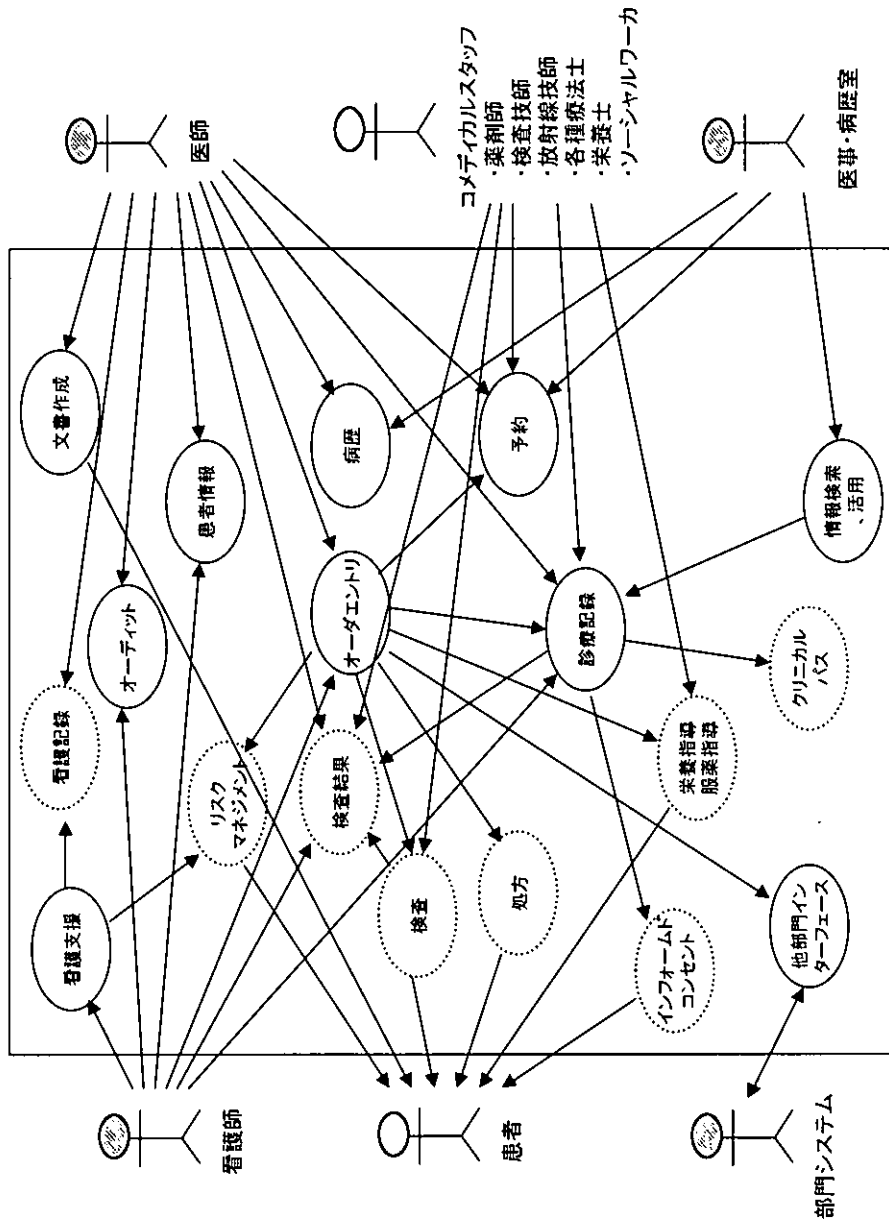 看護師
患者
部門システム
看護支援
看護記録
オーディット
文書作成
患者情報
リスク
マネジメント
検査結果
オーダエントリ
病歴
検査
処方
予約
診療記録
インフォームド
コンセント
栄養指導
服薬指導
クリニカル
パス
情報検索
、活用
他部門イン
ターフェース
医師
コメディカルスタッフ
・薬剤師
・検査技師
・放射線技師
・各種療法士
・栄養士
・ソーシャルワーカ
医事・病歴室